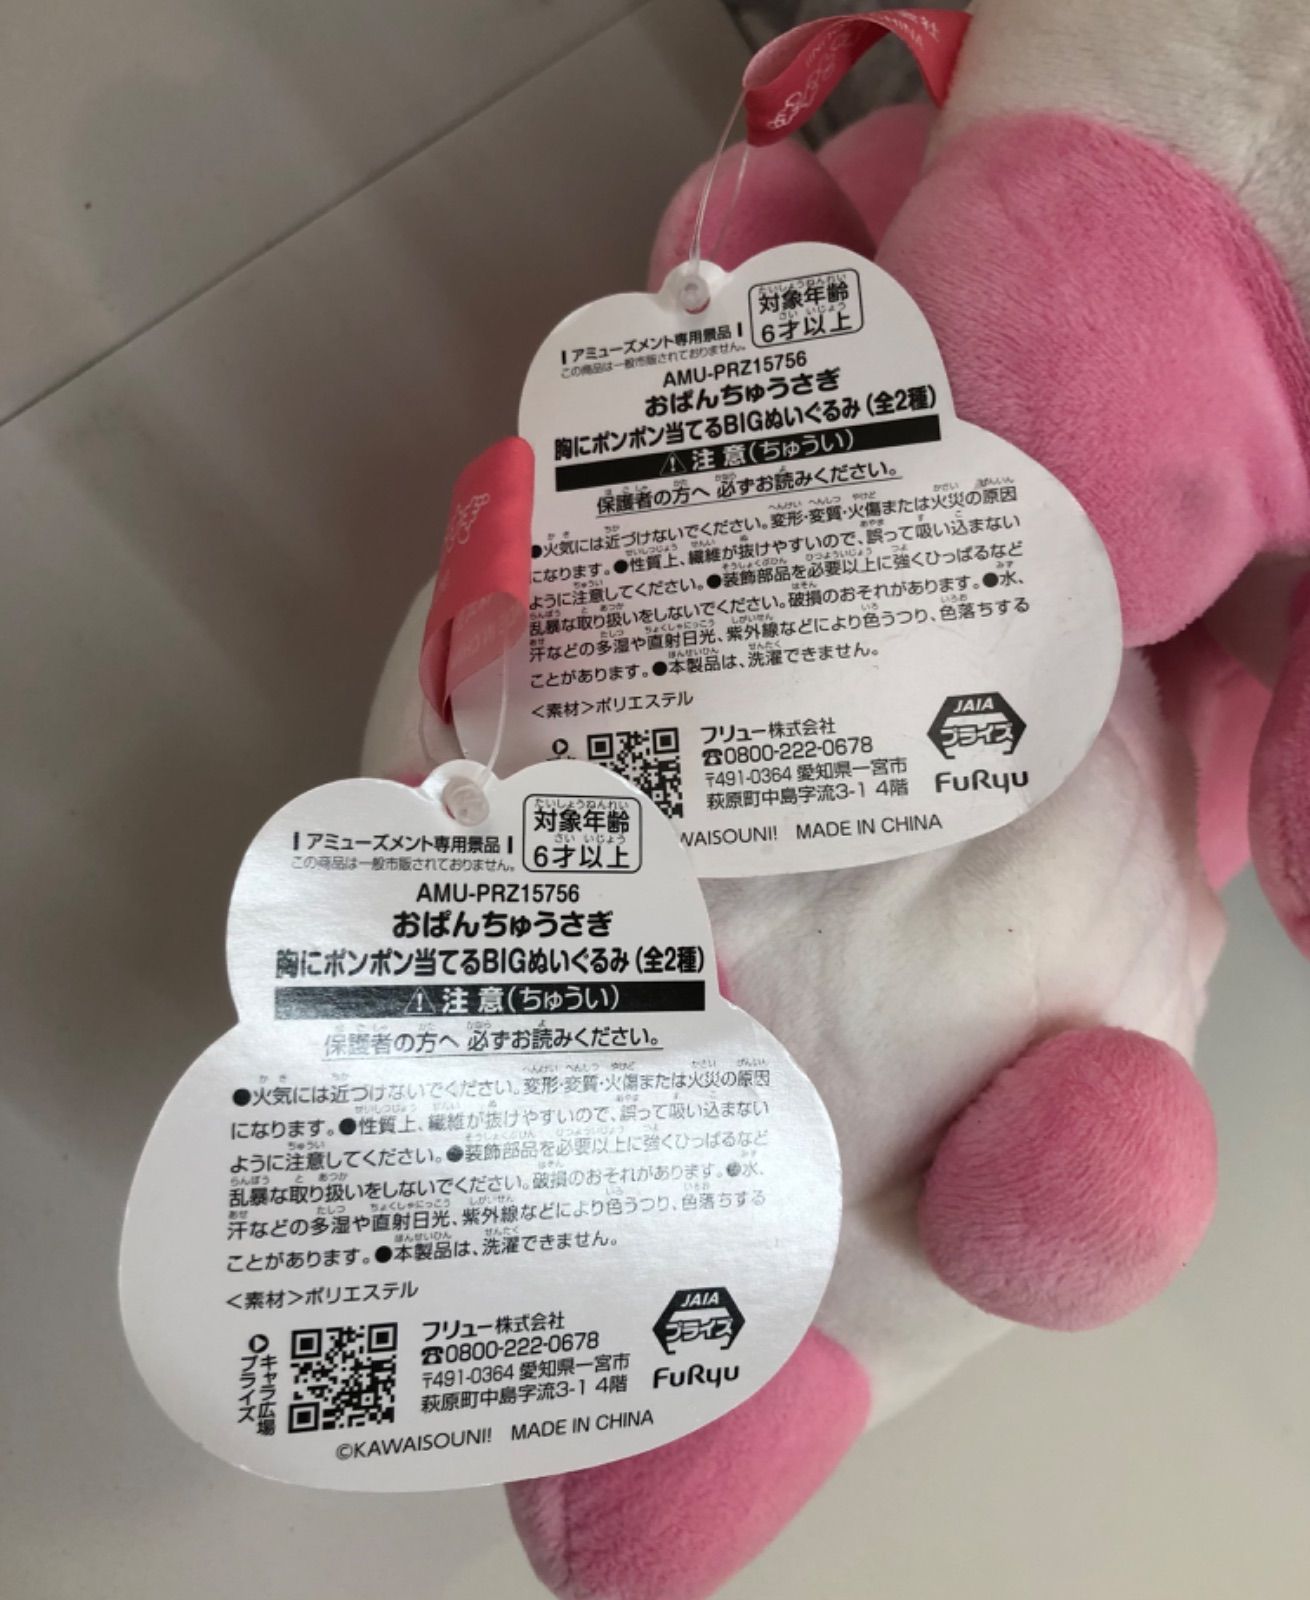 対象年齢
6才以上
アミューズメント専用景品
この商品は一般市販されておりません。
AMU-PRZ15756
おぱんちゅうさぎ
胸にポンポン当てるBIGぬいぐるみ(全2種)
注意(ちゅうい)
保護者の方へ 必ずお読みください。
●火気には近づけないでください。変形・変質・火傷または火災の原因
になります。●性質上、繊維が抜けやすいので、誤って吸い込まない
ように注意してください。●装飾部品を必要以上に強くひっぱるなど
乱暴な取り扱いをしないでください。破損のおそれがあります。●水、
汗などの多湿や直射日光、紫外線などにより色うつり、色落ちする
ことがあります。●本製品は、洗濯できません。
<素材>ポリエステル
フリュー株式会社
☎0800-222-0678
〒491-0364 愛知県一宮市
萩原町中島字流3-1 4階
JAIA
プライズ
FuRyu
WAISOUNI! MADE IN CHINA
対象年齢
6才以上
アミューズメント専用景品
この商品は一般市販されておりません。
AMU-PRZ15756
おぱんちゅうさぎ
胸にポンポン当てるBIGぬいぐるみ(全2種)
注意(ちゅうい)
保護者の方へ 必ずお読みください。
●火気には近づけないでください。変形・変質・火傷または火災の原因
になります。●性質上、繊維が抜けやすいので、誤って吸い込まない
ように注意してください。●装飾部品を必要以上に強くひっぱるなど
乱暴な取り扱いをしないでください。破損のおそれがあります。●水、
汗などの多湿や直射日光、紫外線などにより色うつり、色落ちする
ことがあります。●本製品は、洗濯できません。
<素材>ポリエステル
キャラ広場
プライズ
フリュー株式会社
☎0800-222-0678
〒491-0364 愛知県一宮市
萩原町中島字流3-1 4階
JAIA
プライズ
FuRyu
©KAWAISOUNI! MADE IN CHINA